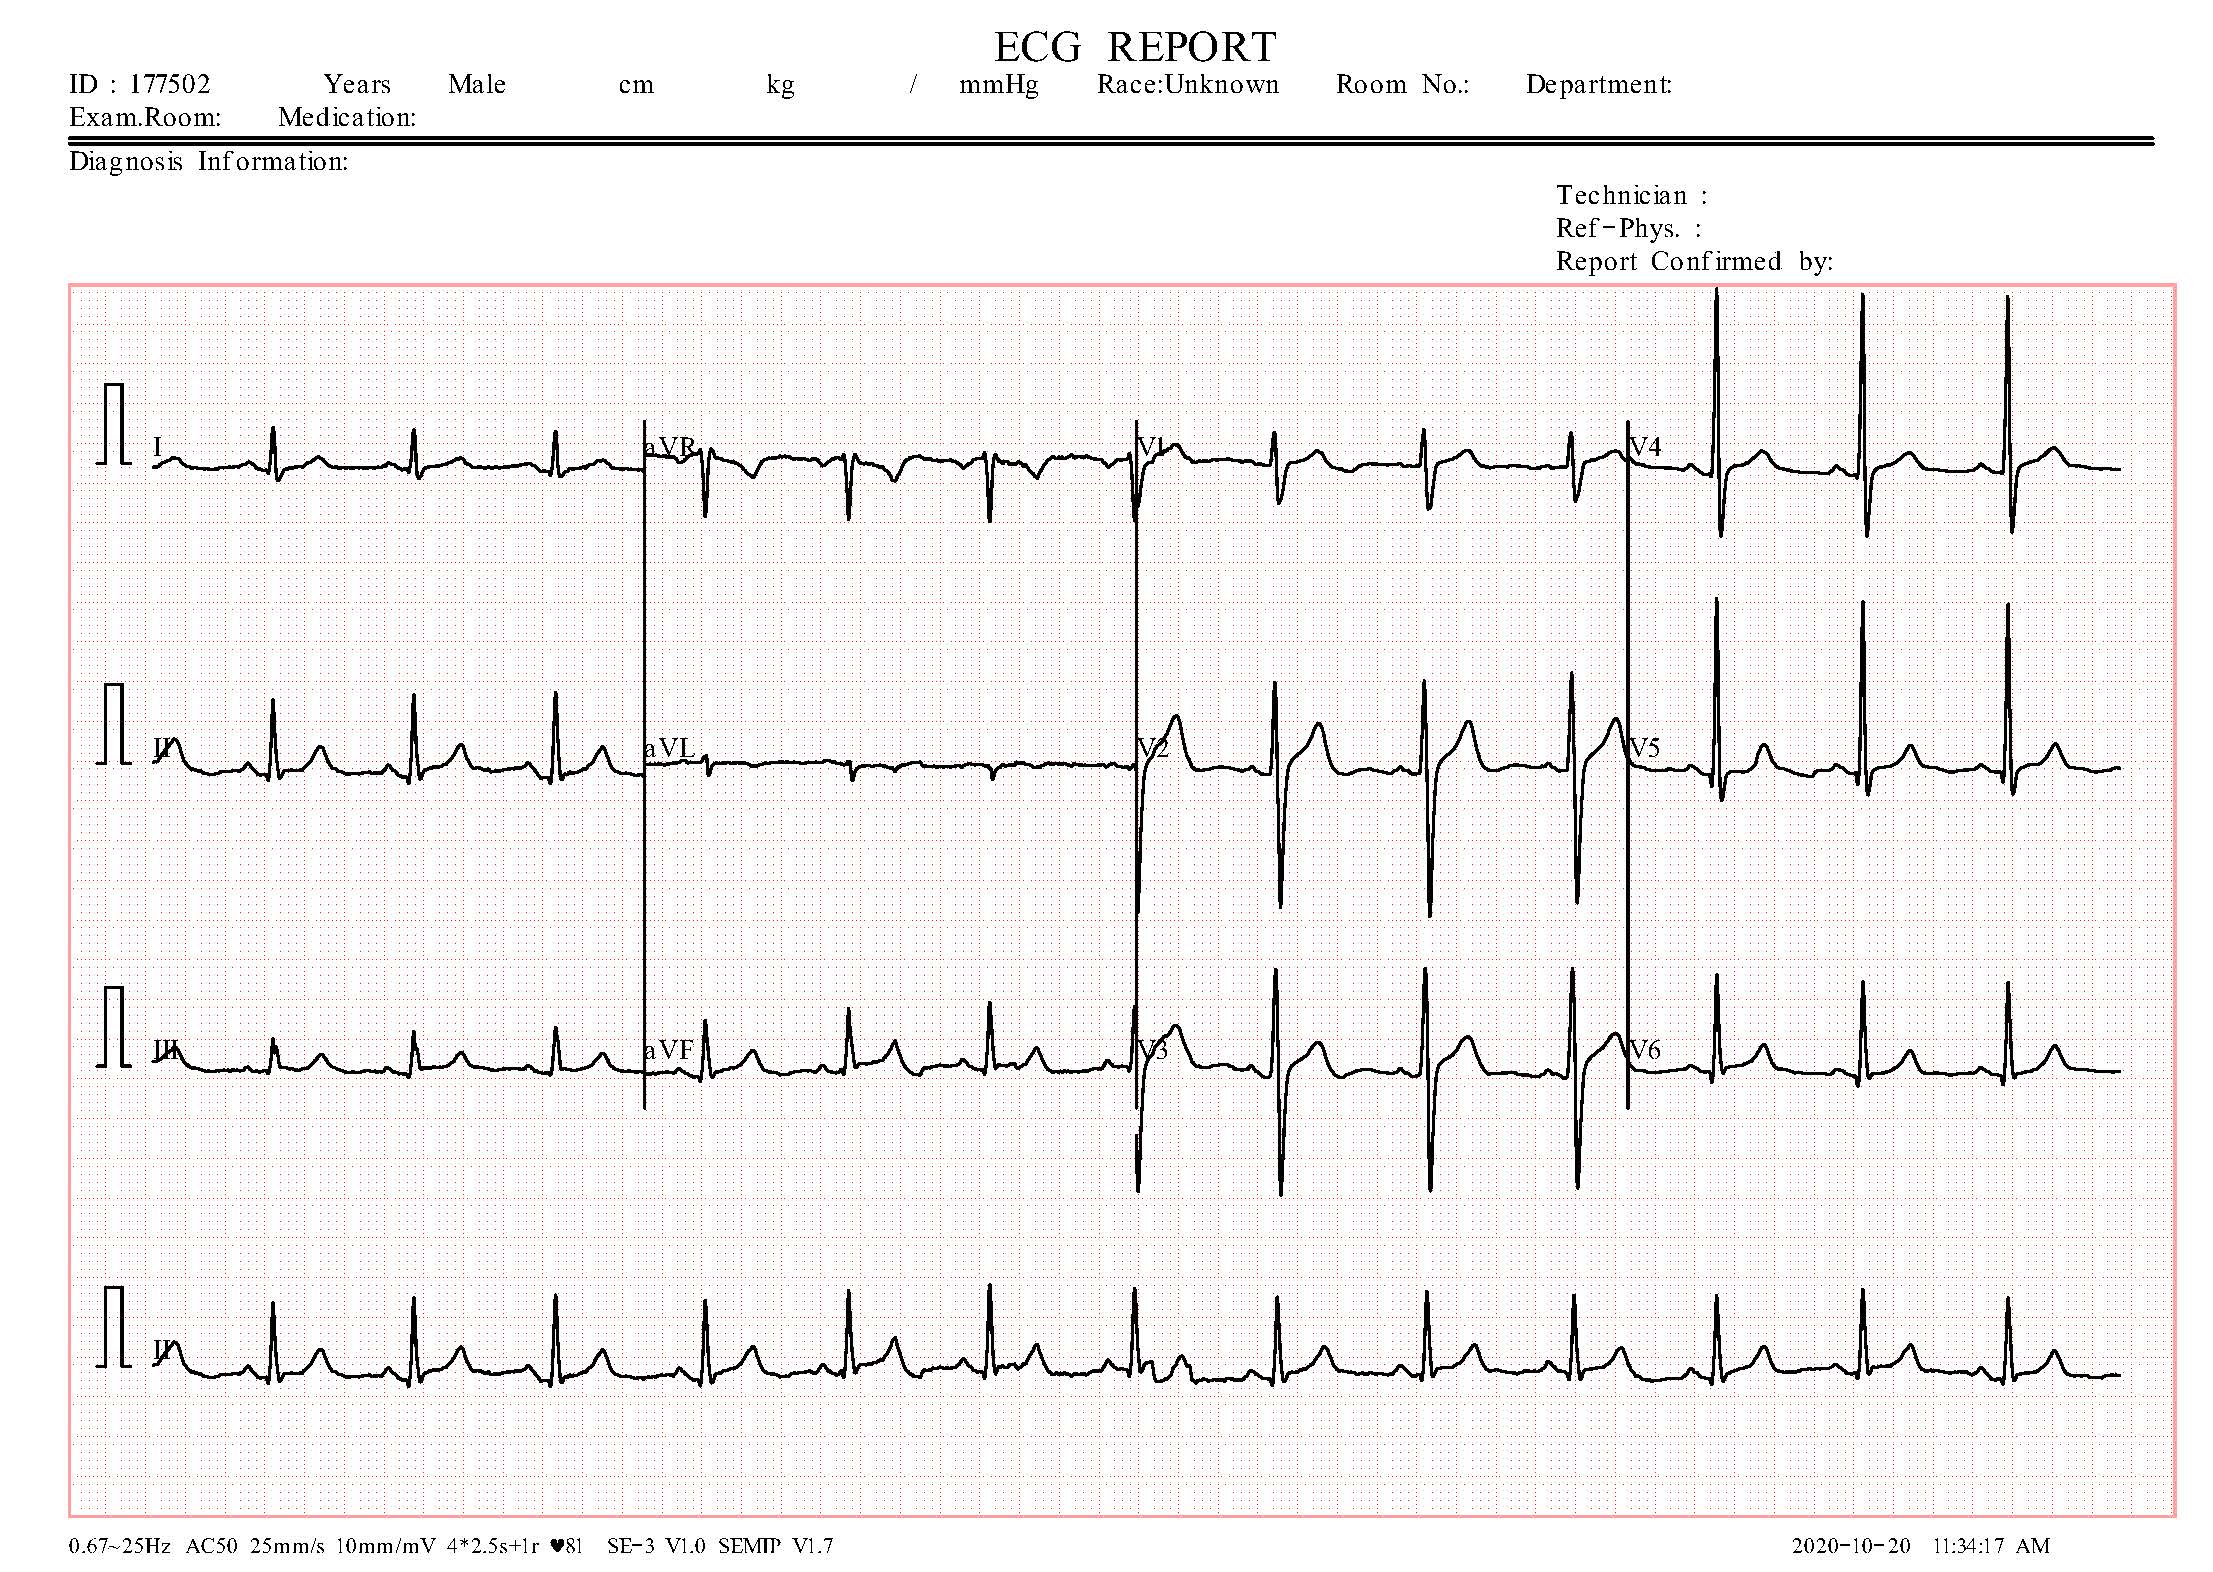 ECG REPORT
ID : 177502 Years Male cm kg / mmHg Race:Unknown Room No.: Department:
Exam.Room: Medication:
Diagnosis Information:
Technician :
Ref-Phys. :
Report Confirmed by:
I aVR V1 V4
II aVL V2 V5
III aVF V3 V6
II
0.67~25Hz AC50 25mm/s 10mm/mV 4*2.5s+1r ♥81 SE-3 V1.0 SEMIP V1.7 2020-10-20 11:34:17 AM